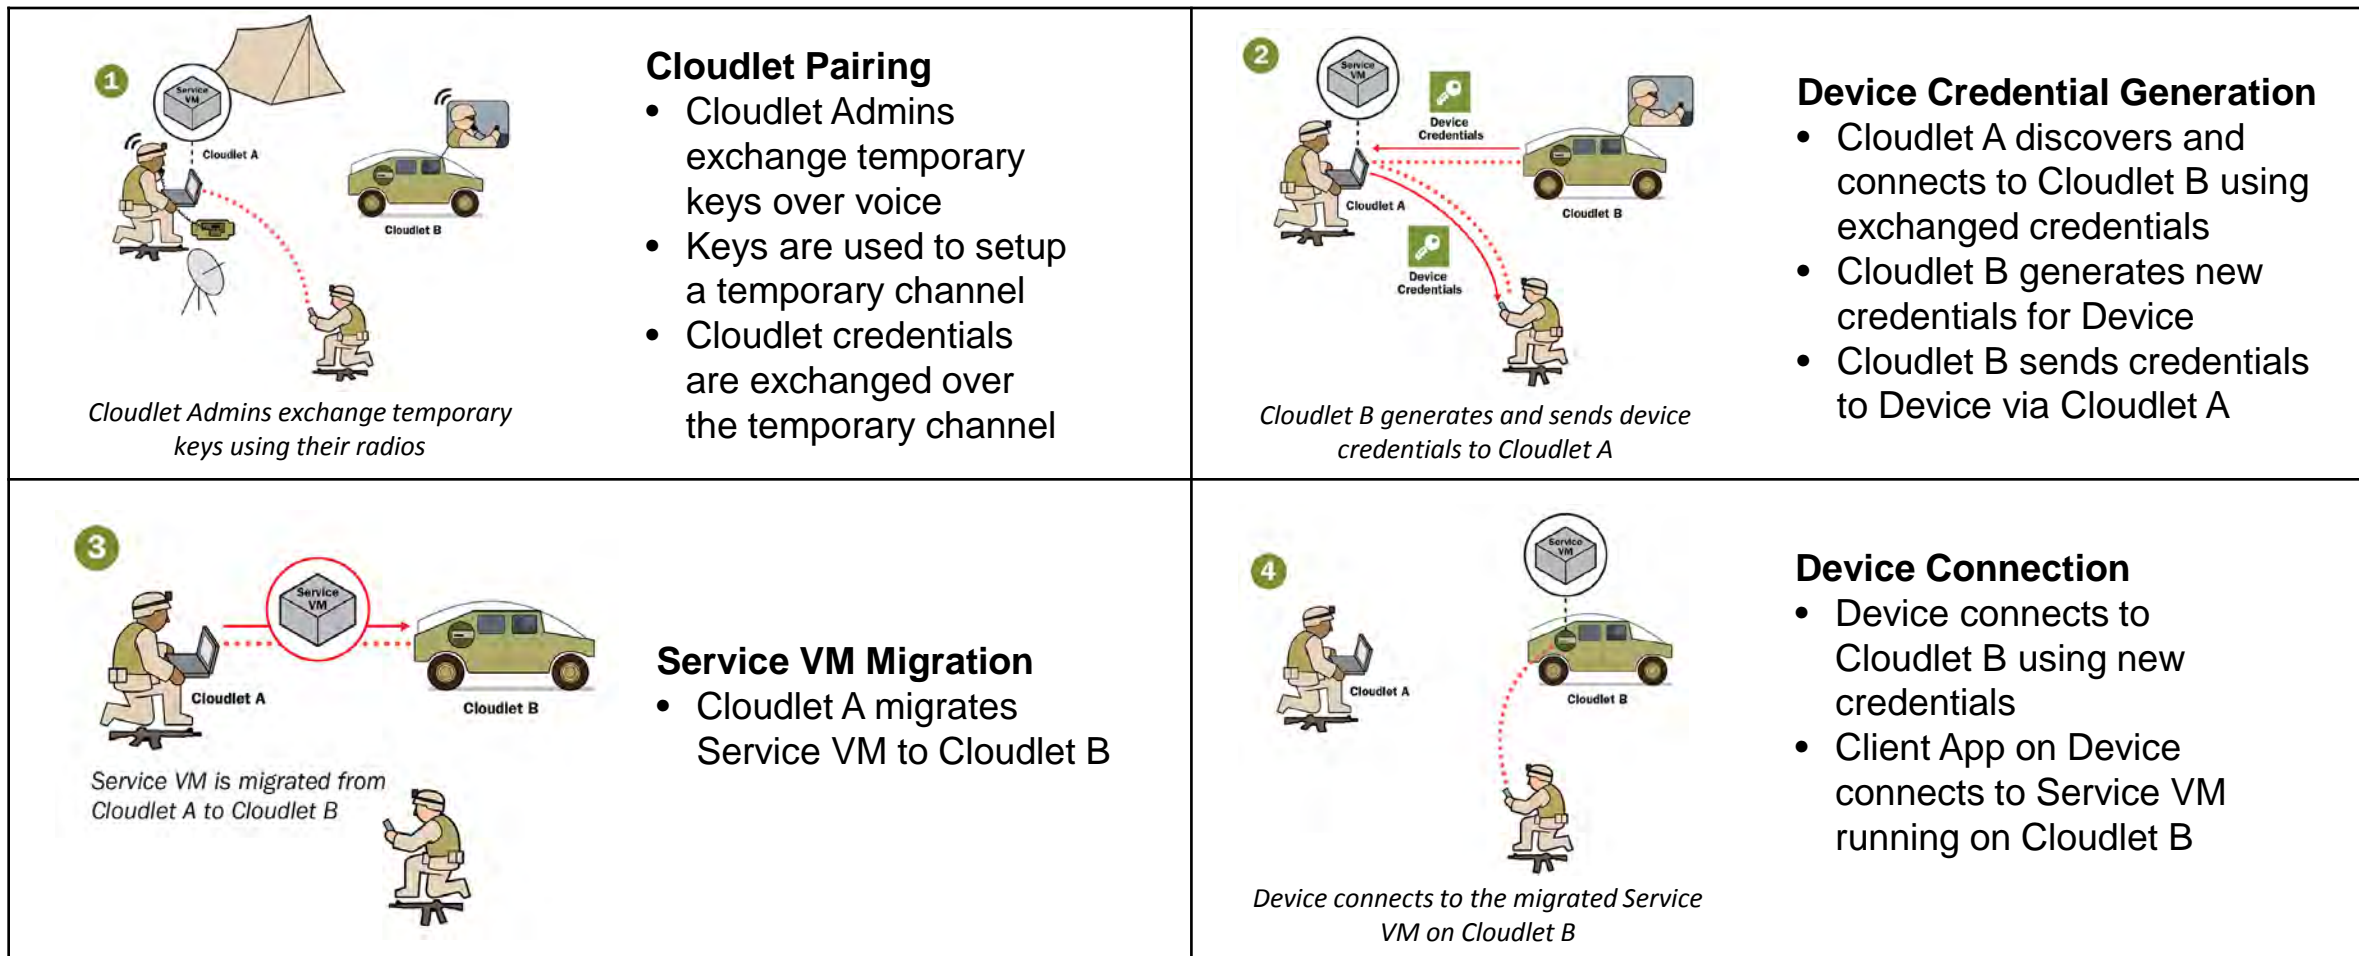 1
Service
VM
Cloudlet A
Cloudlet B
Cloudlet Admins exchange temporary
keys using their radios
Cloudlet Pairing
• Cloudlet Admins
exchange temporary
keys over voice
• Keys are used to setup
a temporary channel
• Cloudlet credentials
are exchanged over
the temporary channel
2
Service
VM
Device
Credentials
Cloudlet A
Cloudlet B
Device
Credentials
Cloudlet B generates and sends device
credentials to Cloudlet A
Device Credential Generation
• Cloudlet A discovers and
connects to Cloudlet B using
exchanged credentials
• Cloudlet B generates new
credentials for Device
• Cloudlet B sends credentials
to Device via Cloudlet A
3
Service
VM
Cloudlet A
Cloudlet B
Service VM is migrated from
Cloudlet A to Cloudlet B
Service VM Migration
• Cloudlet A migrates
Service VM to Cloudlet B
4
Service
VM
Cloudlet A
Cloudlet B
Device connects to the migrated Service
VM on Cloudlet B
Device Connection
• Device connects to
Cloudlet B using new
credentials
• Client App on Device
connects to Service VM
running on Cloudlet B